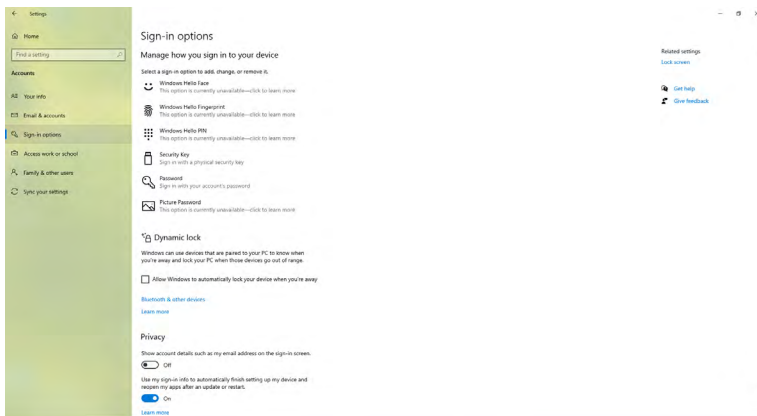 Settings
Home
Find a setting
Accounts
Your info
Email & accounts
Sign-in options
Access work or school
Family & other users
Sync your settings
Sign-in options
Manage how you sign in to your device
Select a sign-in option to add, change, or remove it.
Windows Hello Face
This option is currently unavailable—click to learn more
Windows Hello Fingerprint
This option is currently unavailable—click to learn more
Windows Hello PIN
This option is currently unavailable—click to learn more
Security Key
Sign in with a physical security key
Password
Sign in with your account's password
Picture Password
This option is currently unavailable—click to learn more
Dynamic lock
Windows can use devices that are paired to your PC to know when
you're away and lock your PC when those devices go out of range.
Allow Windows to automatically lock your device when you're away
Bluetooth & other devices
Learn more
Privacy
Show account details such as my email address on the sign-in screen.
Off
Use my sign-in info to automatically finish setting up my device and
reopen my apps after an update or restart.
On
Learn more
Related settings
Lock screen
Get help
Give feedback